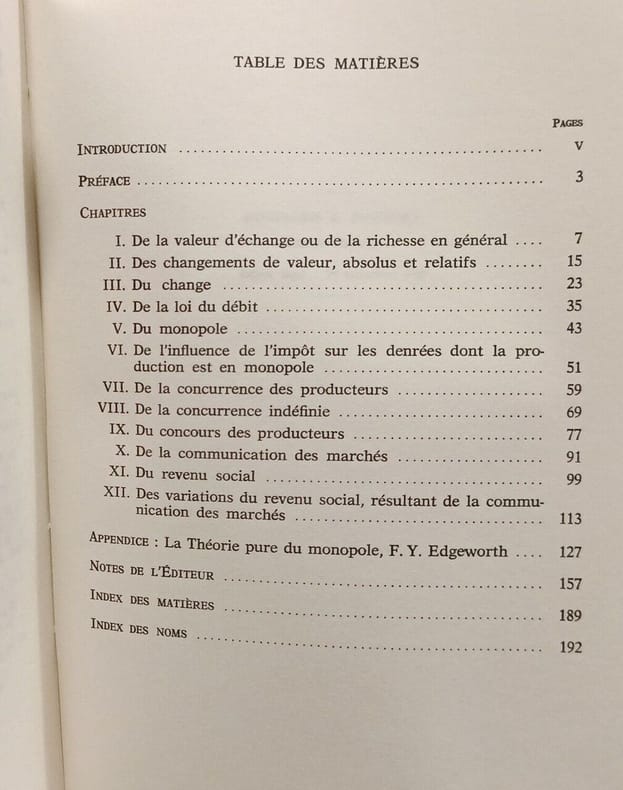 TABLE DES MATIÈRES
PAGES
INTRODUCTION .......... V
PRÉFACE .......... 3
CHAPITRES
I. De la valeur d'échange ou de la richesse en général .... 7
II. Des changements de valeur, absolus et relatifs ........ 15
III. Du change .......... 23
IV. De la loi du débit .......... 35
V. Du monopole .......... 43
VI. De l'influence de l'impôt sur les denrées dont la pro-
duction est en monopole .......... 51
VII. De la concurrence des producteurs .......... 59
VIII. De la concurrence indéfinie .......... 69
IX. Du concours des producteurs .......... 77
X. De la communication des marchés .......... 91
XI. Du revenu social .......... 99
XII. Des variations du revenu social, résultant de la commu-
nication des marchés .......... 113
APPENDICE : La Théorie pure du monopole, F. Y. Edgeworth .... 127
NOTES DE L'ÉDITEUR .......... 157
INDEX DES MATIÈRES .......... 189
INDEX DES NOMS .......... 192